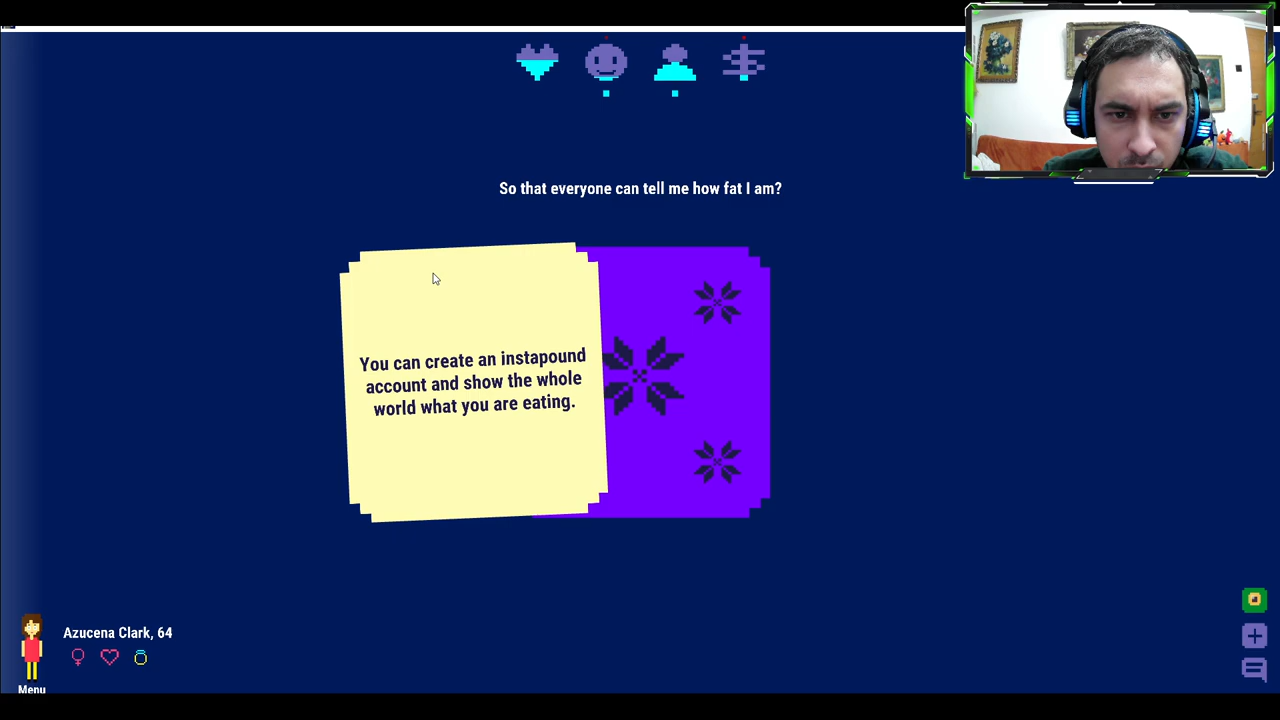 So that everyone can tell me how fat I am?
You can create an instapound
account and show the whole
world what you are eating.
Azucena Clark, 64
Menu